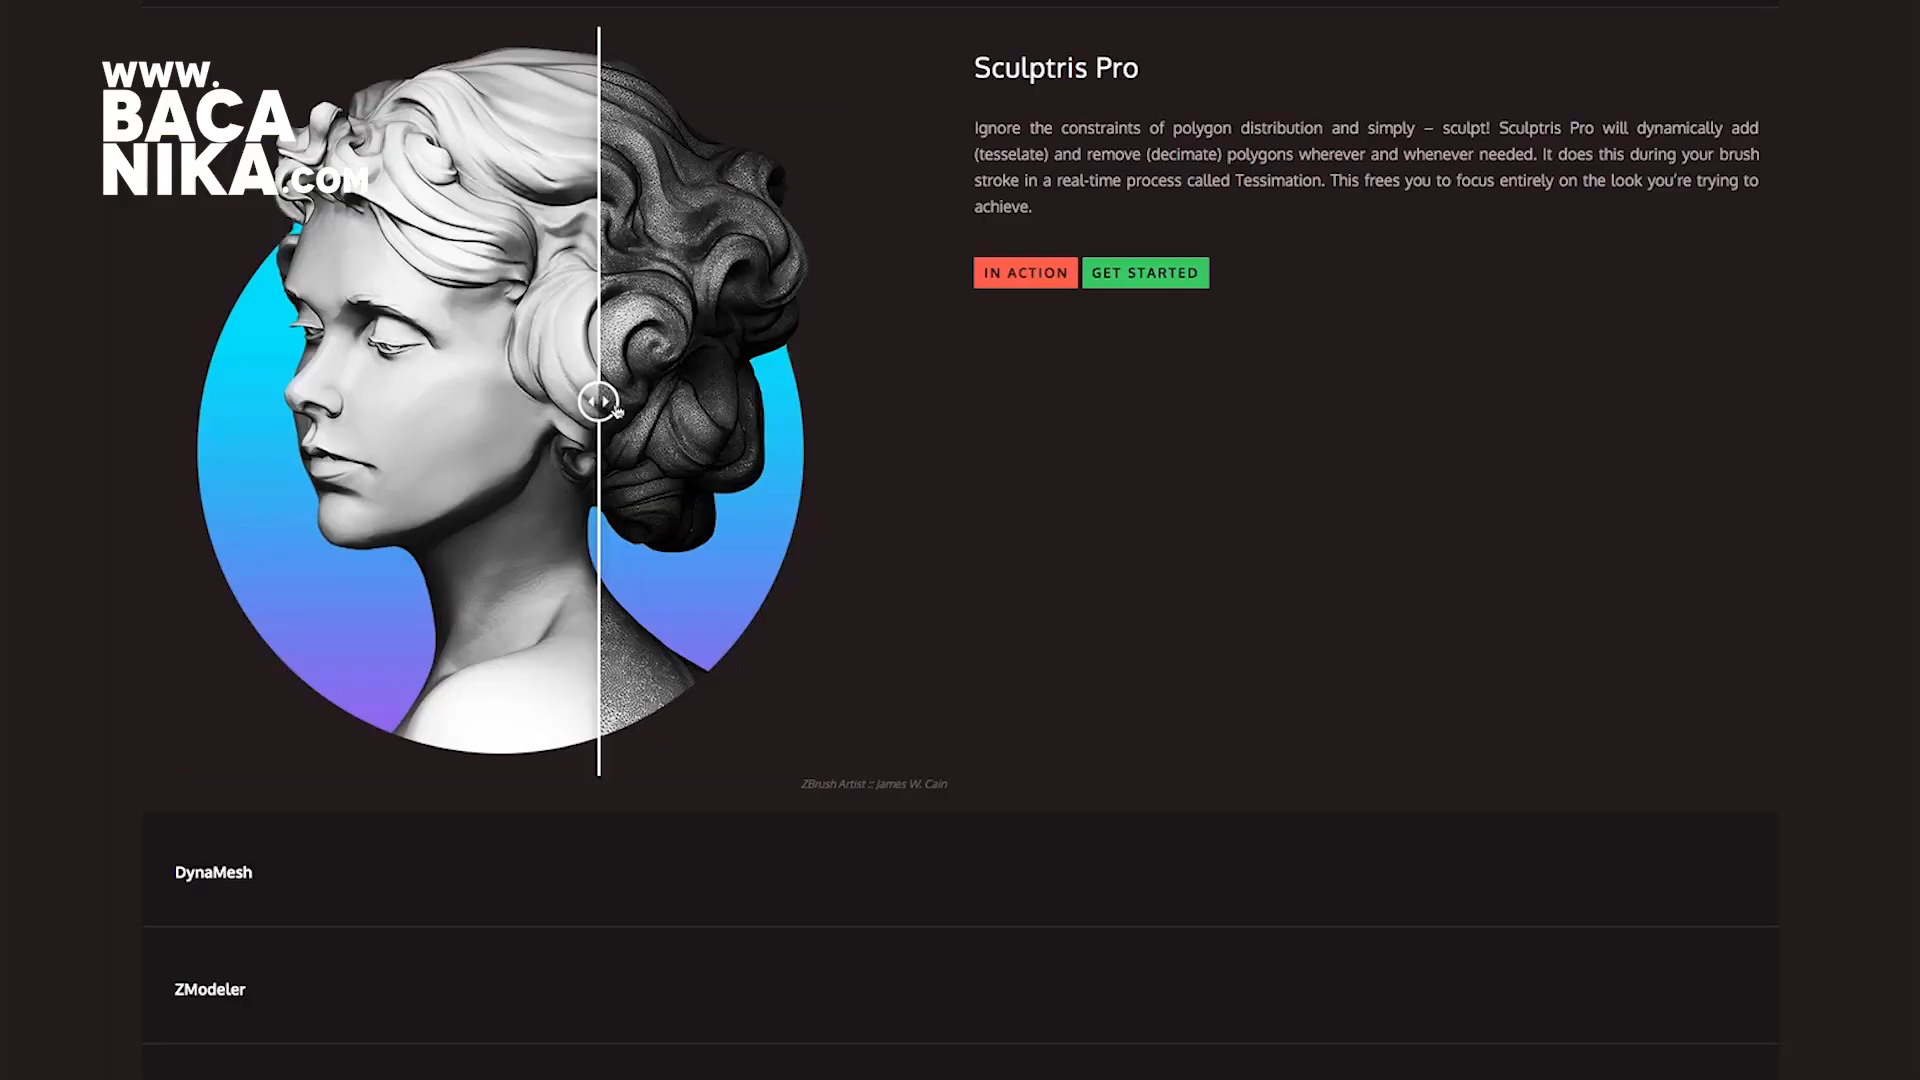 WWW.
BACA
NIKA.COM
Sculptris Pro
Ignore the constraints of polygon distribution and simply – sculpt! Sculptris Pro will dynamically add
(tesselate) and remove (decimate) polygons wherever and whenever needed. It does this during your brush
stroke in a real-time process called Tessimation. This frees you to focus entirely on the look you’re trying to
achieve.
IN ACTION
GET STARTED
ZBrush Artist :: James W. Cain
DynaMesh
ZModeler